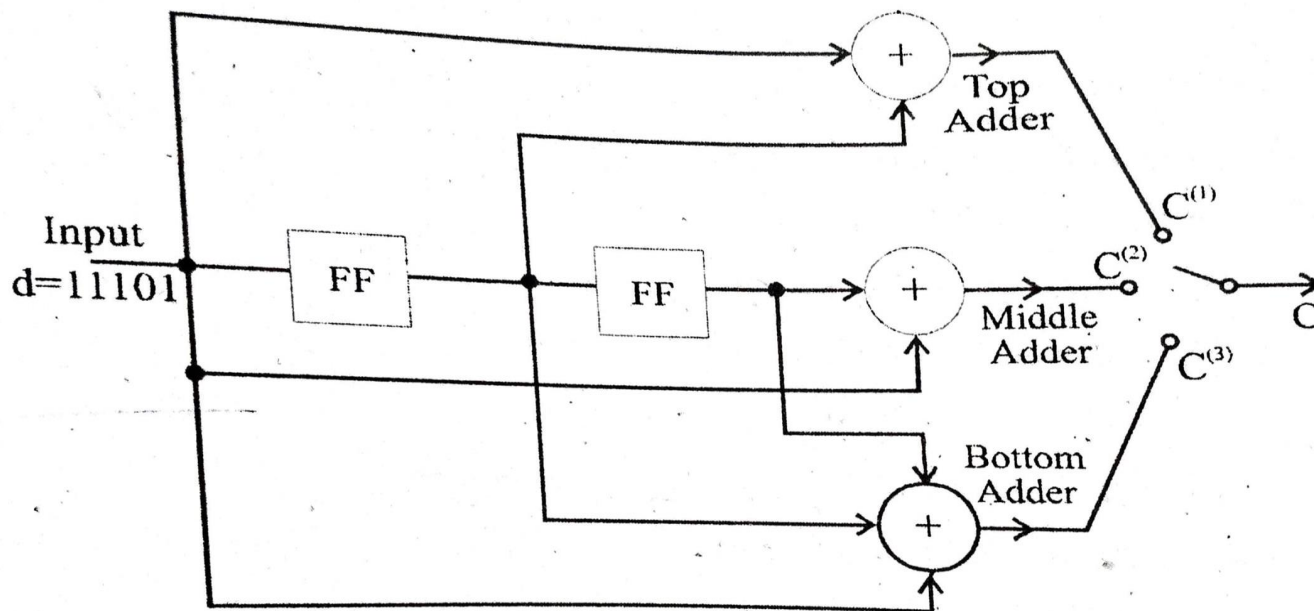 +
Top
Adder
C⁽¹⁾
Input
d=11101
FF
FF
+
Middle
Adder
C⁽²⁾
C
C⁽³⁾
Bottom
Adder
+